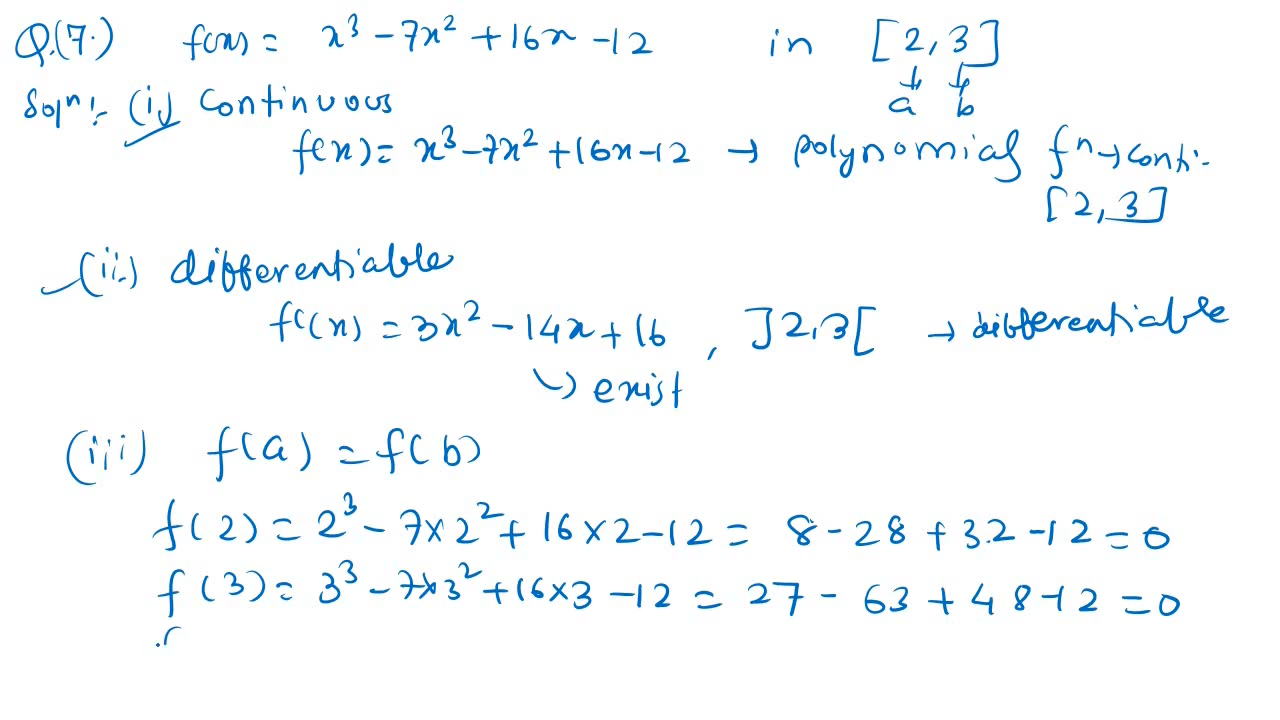 Q.(7.) f(x) = x³ - 7x² + 16x - 12 in [2, 3]
Solⁿ:- (i) Continuous a b
f(x) = x³ - 7x² + 16x - 12 → polynomial fⁿ → conti.
[2, 3]
(ii.) differentiable
f'(x) = 3x² - 14x + 16 , ]2,3[ → differentiable
↳ exist
(iii) f(a) = f(b)
f(2) = 2³ - 7×2² + 16×2 - 12 = 8 - 28 + 32 - 12 = 0
f(3) = 3³ - 7×3² + 16×3 - 12 = 27 - 63 + 48 - 12 = 0